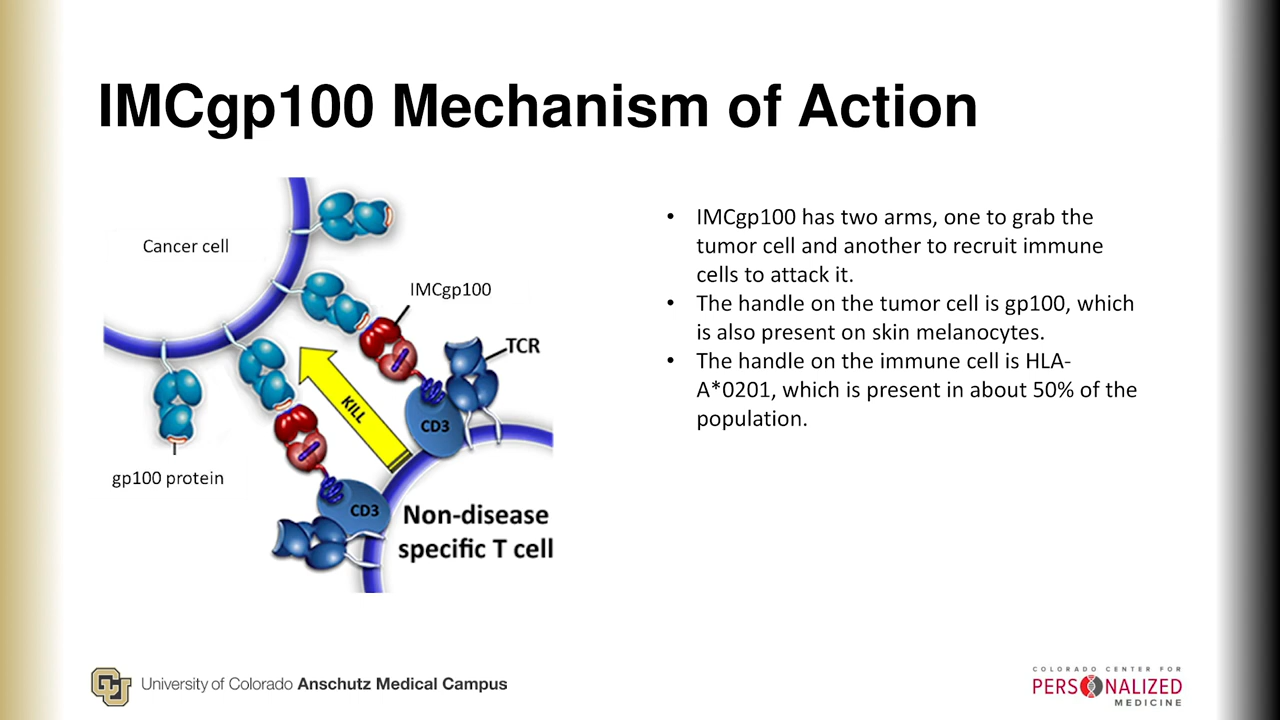 IMCgp100 Mechanism of Action
Cancer cell
IMCgp100
TCR
KILL
CD3
gp100 protein
CD3
Non-disease
specific T cell
• IMCgp100 has two arms, one to grab the
tumor cell and another to recruit immune
cells to attack it.
• The handle on the tumor cell is gp100, which
is also present on skin melanocytes.
• The handle on the immune cell is HLA-
A*0201, which is present in about 50% of the
population.
CU
University of Colorado Anschutz Medical Campus
COLORADO CENTER FOR
PERSONALIZED
MEDICINE